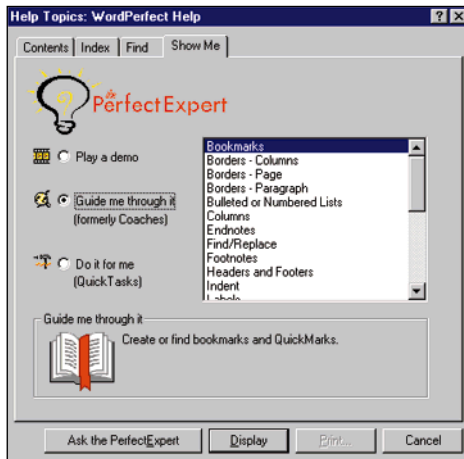 Help Topics: WordPerfect Help
Contents
Index
Find
Show Me
the
PerfectExpert
Play a demo
Guide me through it
(formerly Coaches)
Do it for me
(QuickTasks)
Bookmarks
Borders - Columns
Borders - Page
Borders - Paragraph
Bulleted or Numbered Lists
Columns
Endnotes
Find/Replace
Footnotes
Headers and Footers
Indent
Labels
Guide me through it
Create or find bookmarks and QuickMarks.
Ask the PerfectExpert
Display
Print...
Cancel